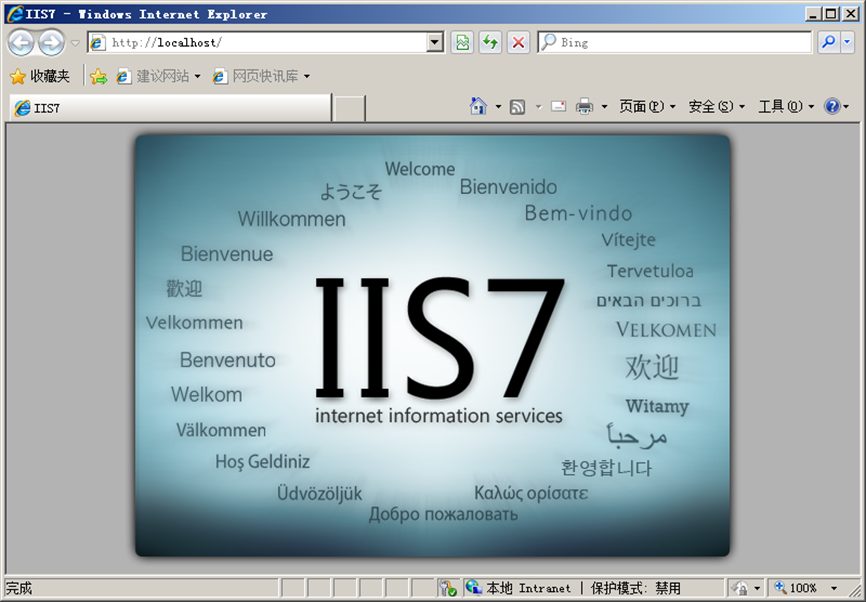 IIS7 - Windows Internet Explorer
http://localhost/
Bing
收藏夹
建议网站
网页快讯库
IIS7
页面(P)
安全(S)
工具(O)
Welcome
ようこそ
Bienvenido
Willkommen
Bem-vindo
Vítejte
Bienvenue
Tervetuloa
歡迎
ברוכים הבאים
Velkommen
VELKOMEN
IIS7
Benvenuto
欢迎
Welkom
Witamy
internet information services
Välkommen
مرحباً
Hoş Geldiniz
환영합니다
Üdvözöljük
Καλώς ορίσατε
Добро пожаловать
完成
本地 Intranet | 保护模式: 禁用
100%